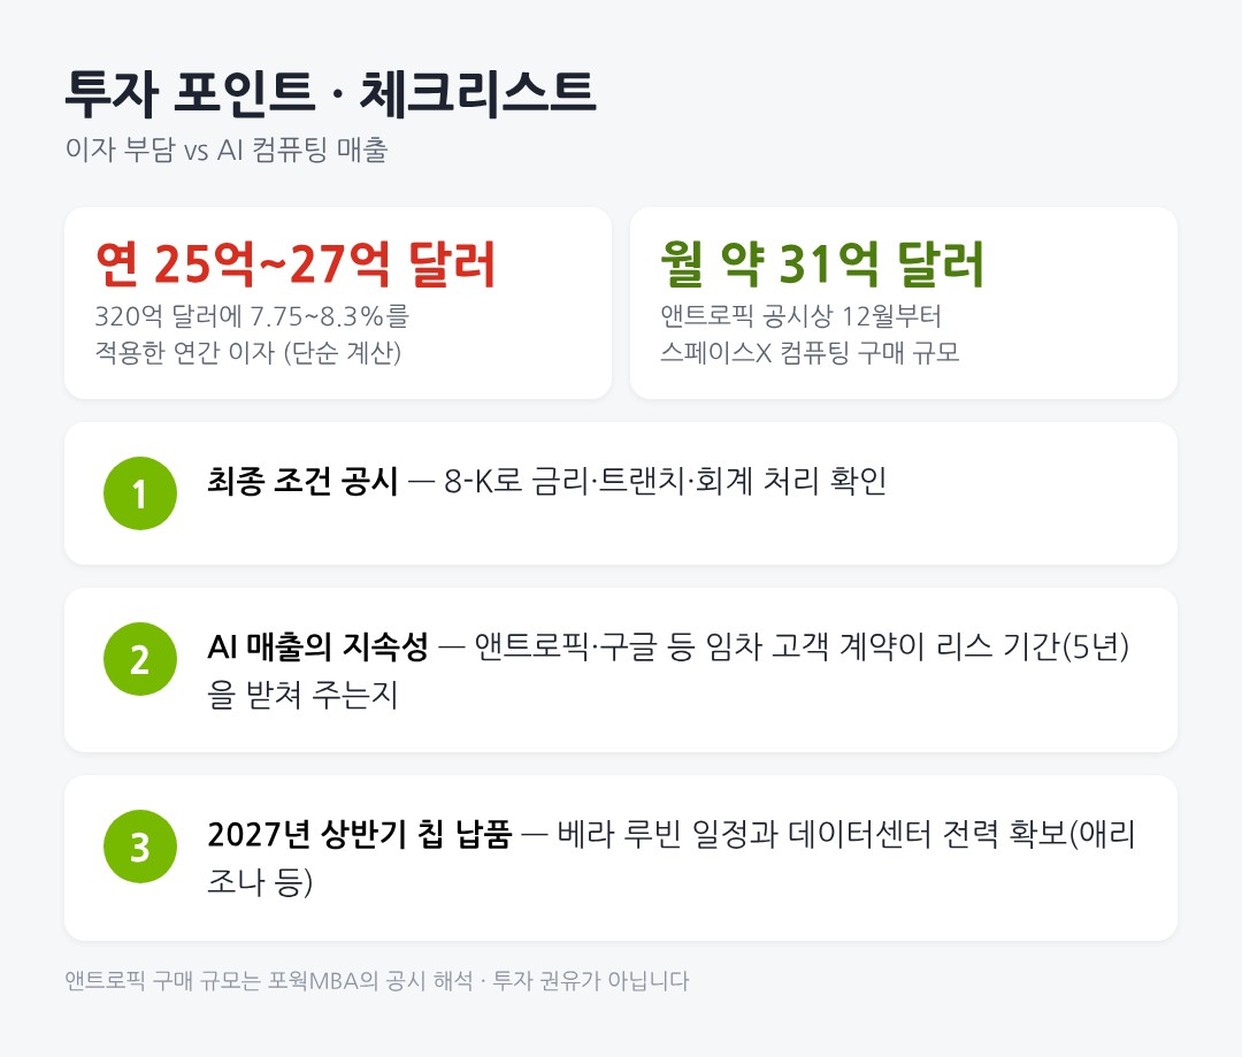 투자 포인트 · 체크리스트
이자 부담 vs AI 컴퓨팅 매출
연 25억~27억 달러
320억 달러에 7.75~8.3%를
적용한 연간 이자 (단순 계산)
월 약 31억 달러
앤트로픽 공시상 12월부터
스페이스X 컴퓨팅 구매 규모
1
최종 조건 공시 — 8-K로 금리·트랜치·회계 처리 확인
2
AI 매출의 지속성 — 앤트로픽·구글 등 임차 고객 계약이 리스 기간(5년)
을 받쳐 주는지
3
2027년 상반기 칩 납품 — 베라 루빈 일정과 데이터센터 전력 확보(애리
조나 등)
앤트로픽 구매 규모는 포웍MBA의 공시 해석 · 투자 권유가 아닙니다